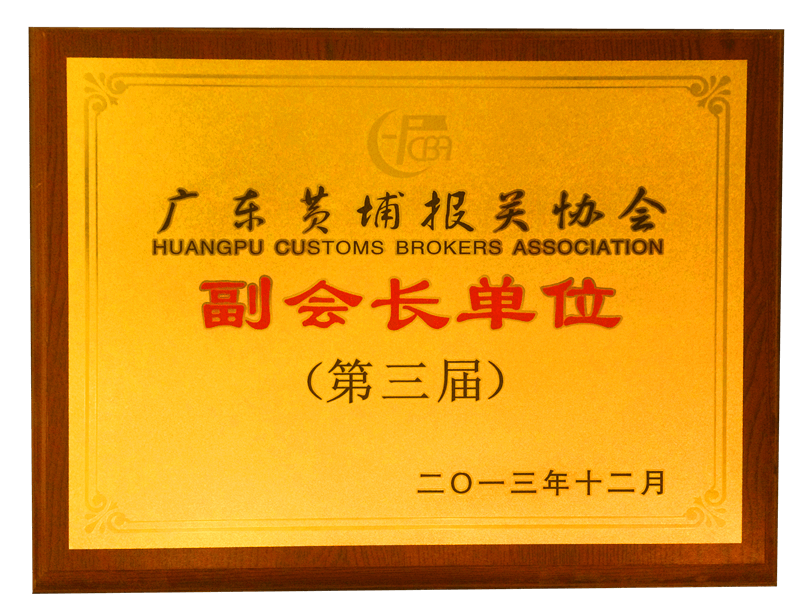 CBA
广东黄埔报关协会
HUANGPU CUSTOMS BROKERS ASSOCIATION
副会长单位
（第三届）
二〇一三年十二月